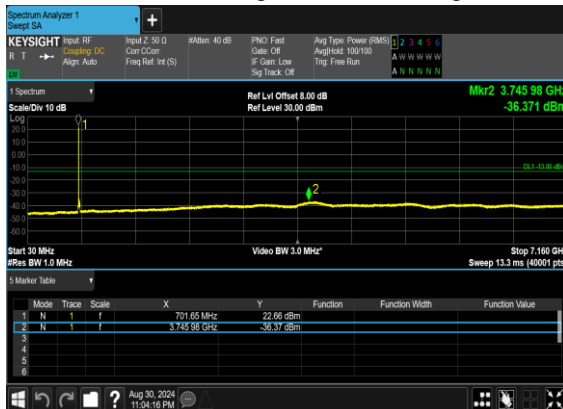 Spectrum Analyzer 1
Swept SA
+
KEYSIGHT Input: RF Input Z: 50 Ω #Atten: 40 dB PNO: Fast Avg Type: Power (RMS) 1 2 3 4 5 6
R T Coupling: DC Corr CCorr Gate: Off Avg|Hold: 100/100 A W W W W W
Align: Auto Freq Ref: Int (S) IF Gain: Low Trig: Free Run
LW Sig Track: Off A N N N N N
1 Spectrum Ref Lvl Offset 8.00 dB Mkr2 3.745 98 GHz
Scale/Div 10 dB Ref Level 30.00 dBm -36.371 dBm
Log
20.0
10.0
0.00
-10.0
-20.0
-30.0
-40.0
-50.0
-60.0
1
2
DL1 -13.00 dB
Start 30 MHz Video BW 3.0 MHz* Stop 7.160 GH
#Res BW 1.0 MHz Sweep 13.3 ms (40001 pts
5 Marker Table
Mode Trace Scale X Y Function Function Width Function Value
1 N 1 f 701.65 MHz 22.66 dBm
2 N 1 f 3.745 98 GHz -36.37 dBm
3
4
5
6
? Aug 30, 2024
11:04:16 PM